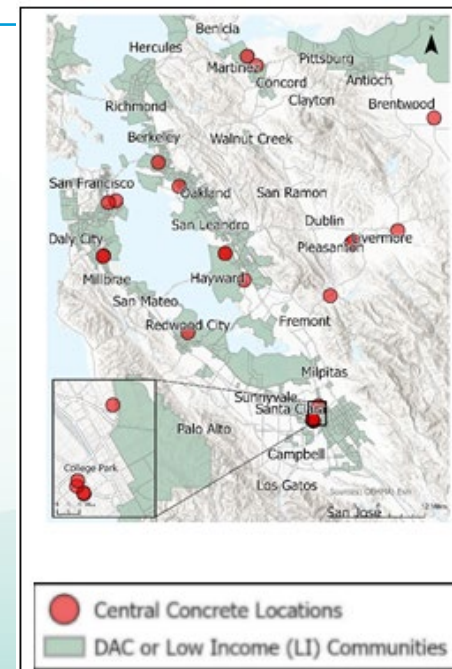 Benicia
Hercules
Martinez
Pittsburg
Concord
Antioch
Clayton
Brentwood
Richmond
Berkeley
Walnut Creek
San Francisco
Oakland
San Ramon
San Leandro
Dublin
Daly City
Livermore
Pleasanton
Millbrae
Hayward
San Mateo
Fremont
Redwood City
Milpitas
Sunnyvale
Santa Clara
Palo Alto
College Park
Campbell
Los Gatos
San José
Central Concrete Locations
DAC or Low Income (LI) Communities